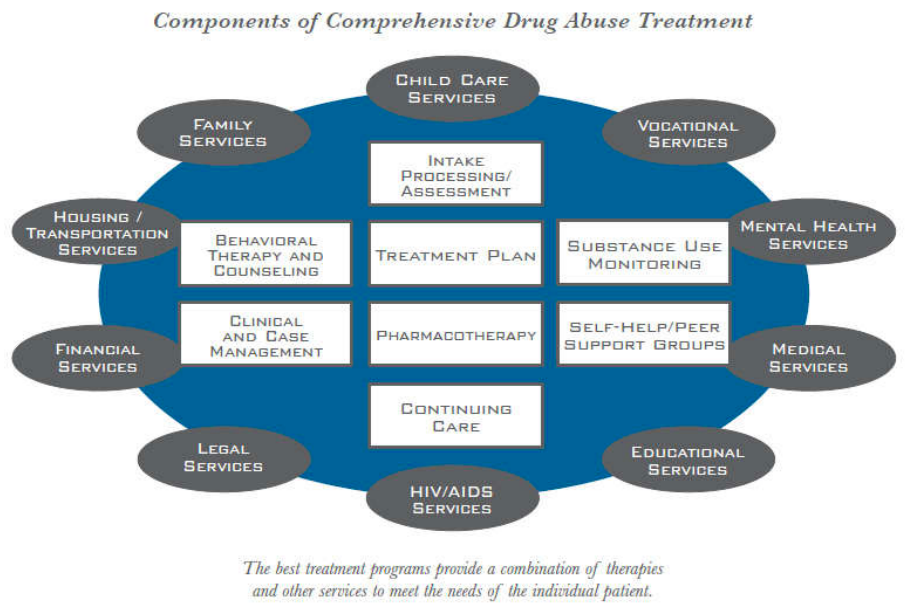 Components of Comprehensive Drug Abuse Treatment
Child Care
Services
Family
Services
Vocational
Services
Intake
Processing/
Assessment
Housing /
Transportation
Services
Mental Health
Services
Behavioral
Therapy and
Counseling
Treatment Plan
Substance Use
Monitoring
Clinical
and Case
Management
Pharmacotherapy
Self-Help/Peer
Support Groups
Financial
Services
Medical
Services
Continuing
Care
Legal
Services
Educational
Services
HIV/AIDS
Services
The best treatment programs provide a combination of therapies
and other services to meet the needs of the individual patient.